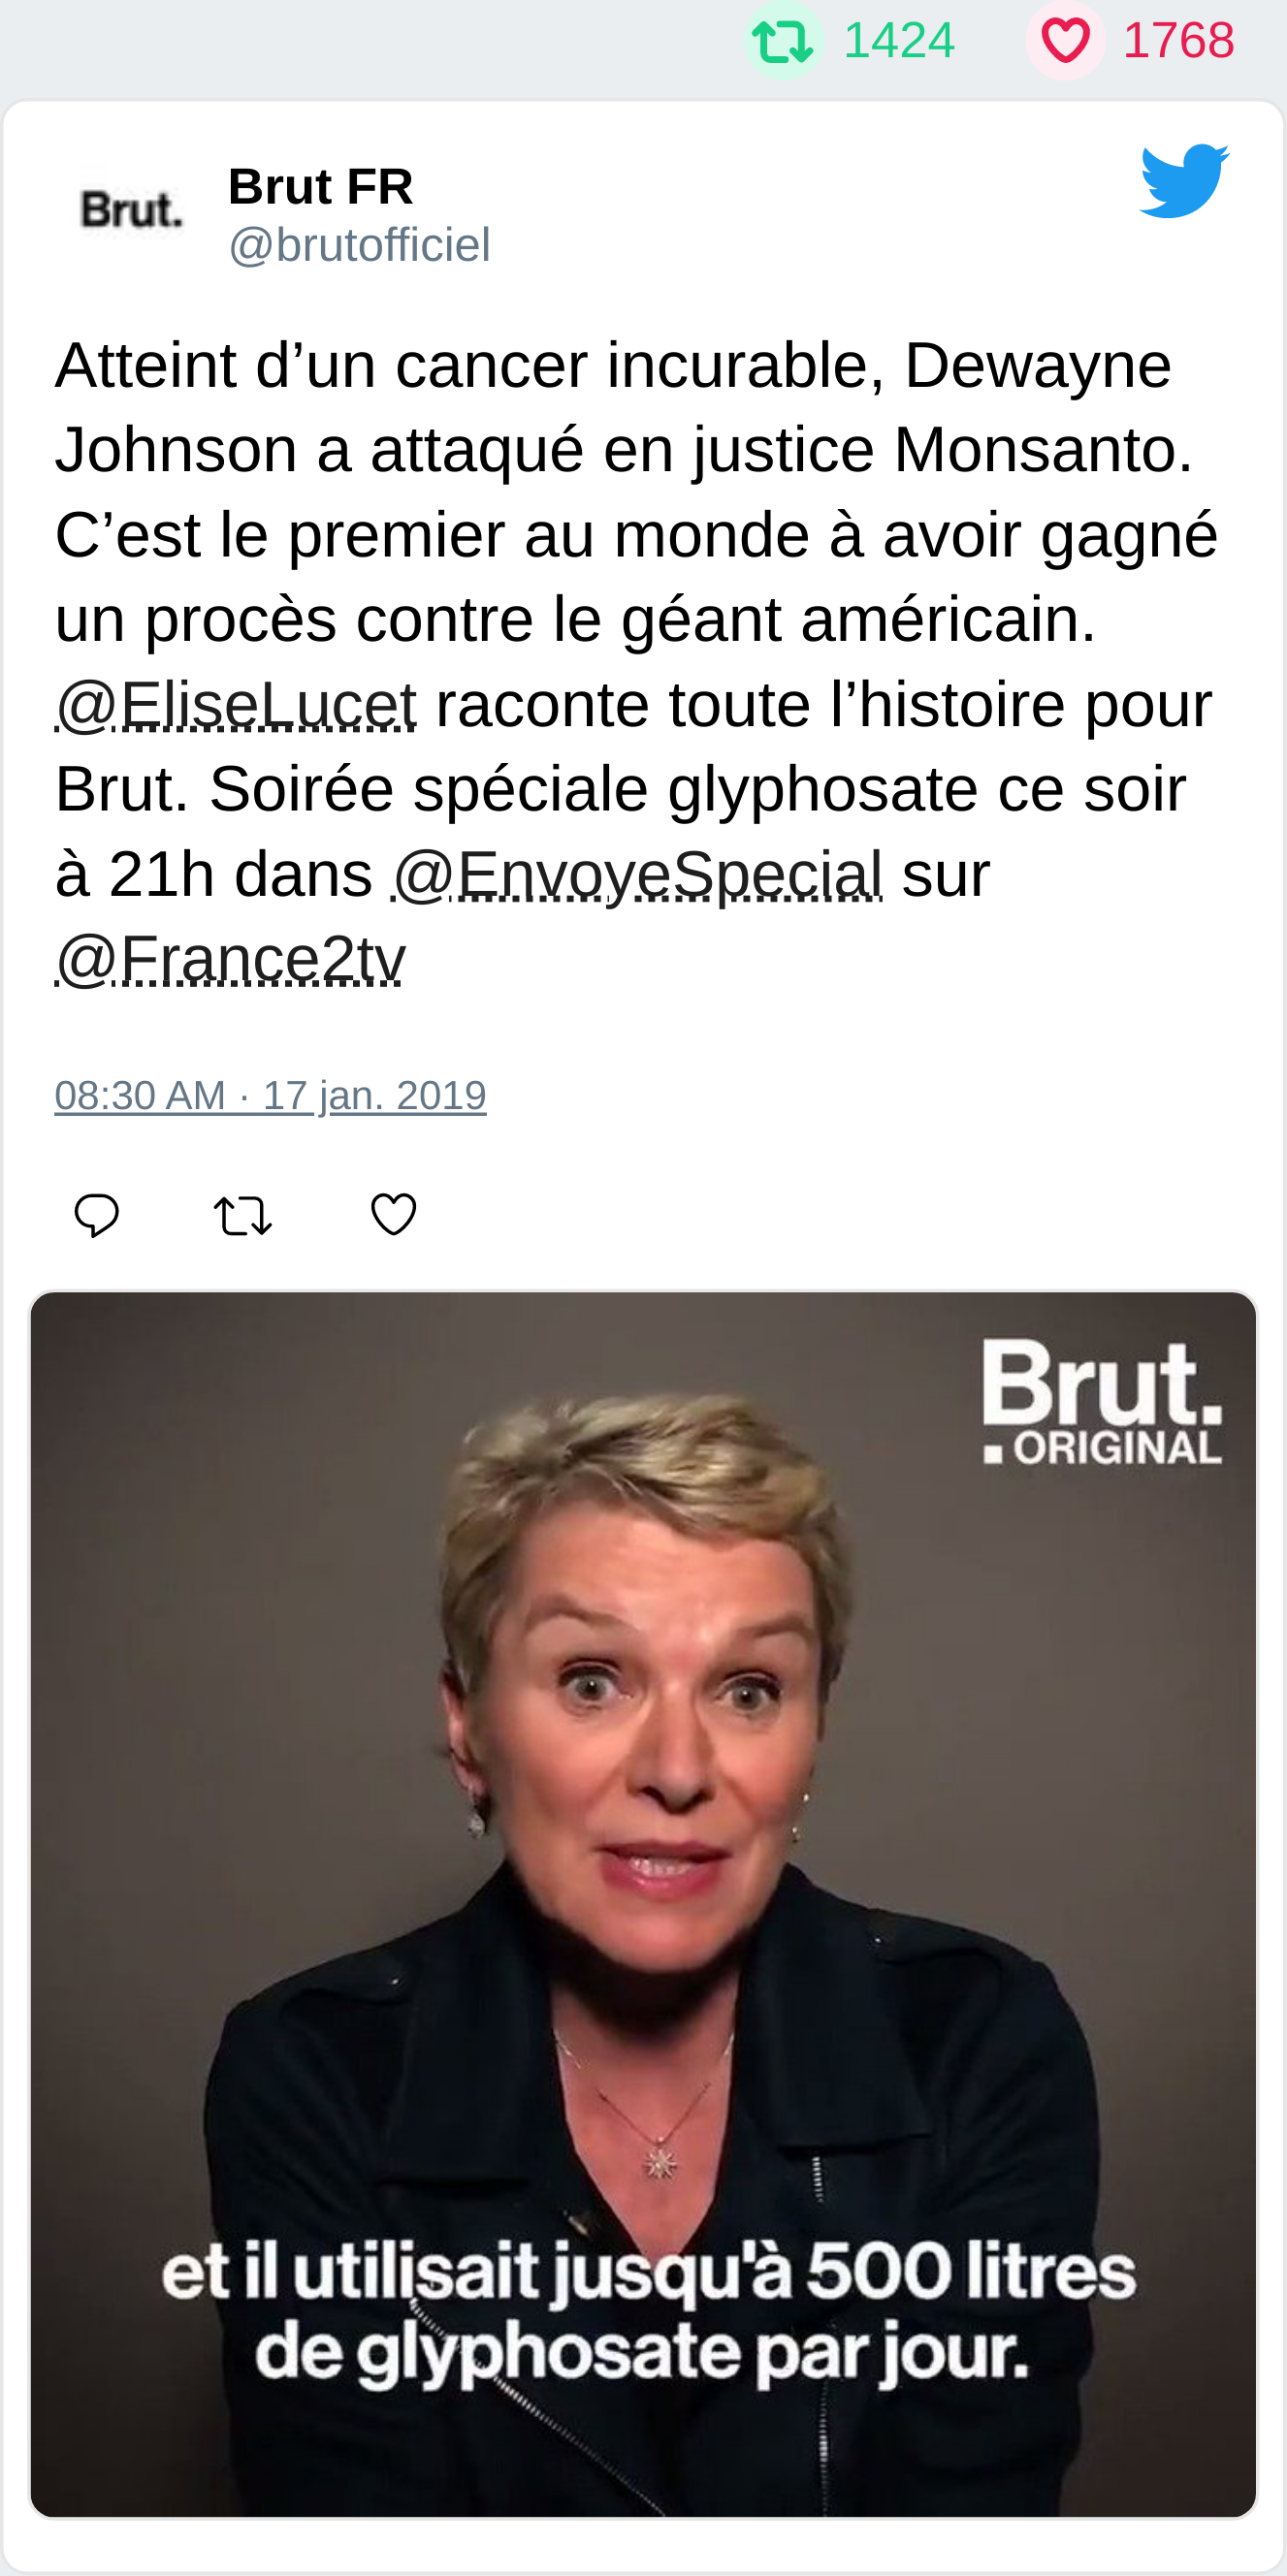 1424 1768
Brut.
Brut FR
@brutofficiel
Atteint d’un cancer incurable, Dewayne
Johnson a attaqué en justice Monsanto.
C’est le premier au monde à avoir gagné
un procès contre le géant américain.
@EliseLucet raconte toute l’histoire pour
Brut. Soirée spéciale glyphosate ce soir
à 21h dans @EnvoyeSpecial sur
@France2tv
08:30 AM · 17 jan. 2019
Brut.
ORIGINAL
et il utilisait jusqu'à 500 litres
de glyphosate par jour.